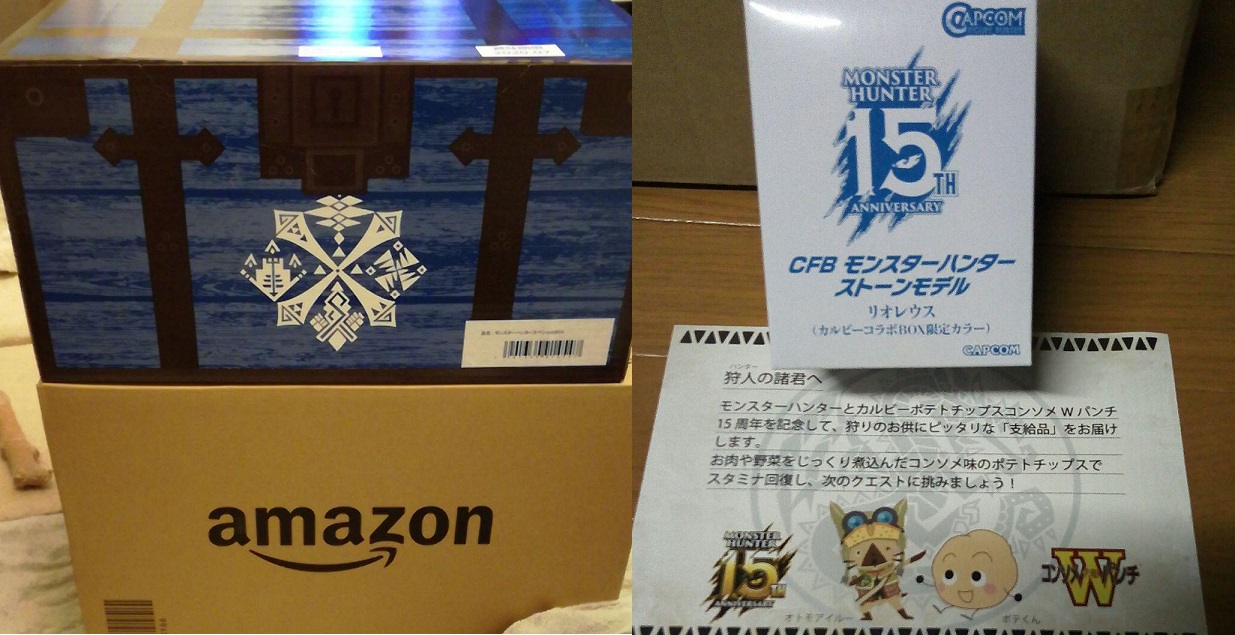 賞味期限
2020.02
amazon
CAPCOM
MONSTER
HUNTER
15TH
ANNIVERSARY
CFB モンスターハンター
ストーンモデル
リオレウス
(カルビーコラボBOX限定カラー)
CAPCOM
ハンター
狩人の諸君へ
モンスターハンターとカルビーポテトチップスコンソメWパンチ
15周年を記念して、狩りのお供にピッタリな「支給品」をお届け
します。
お肉や野菜をじっくり煮込んだコンソメ味のポテトチップスで
スタミナ回復し、次のクエストに挑みましょう!
MONSTER
HUNTER
15TH
ANNIVERSARY
オトモアイルー
ポテくん
コンソメWパンチ